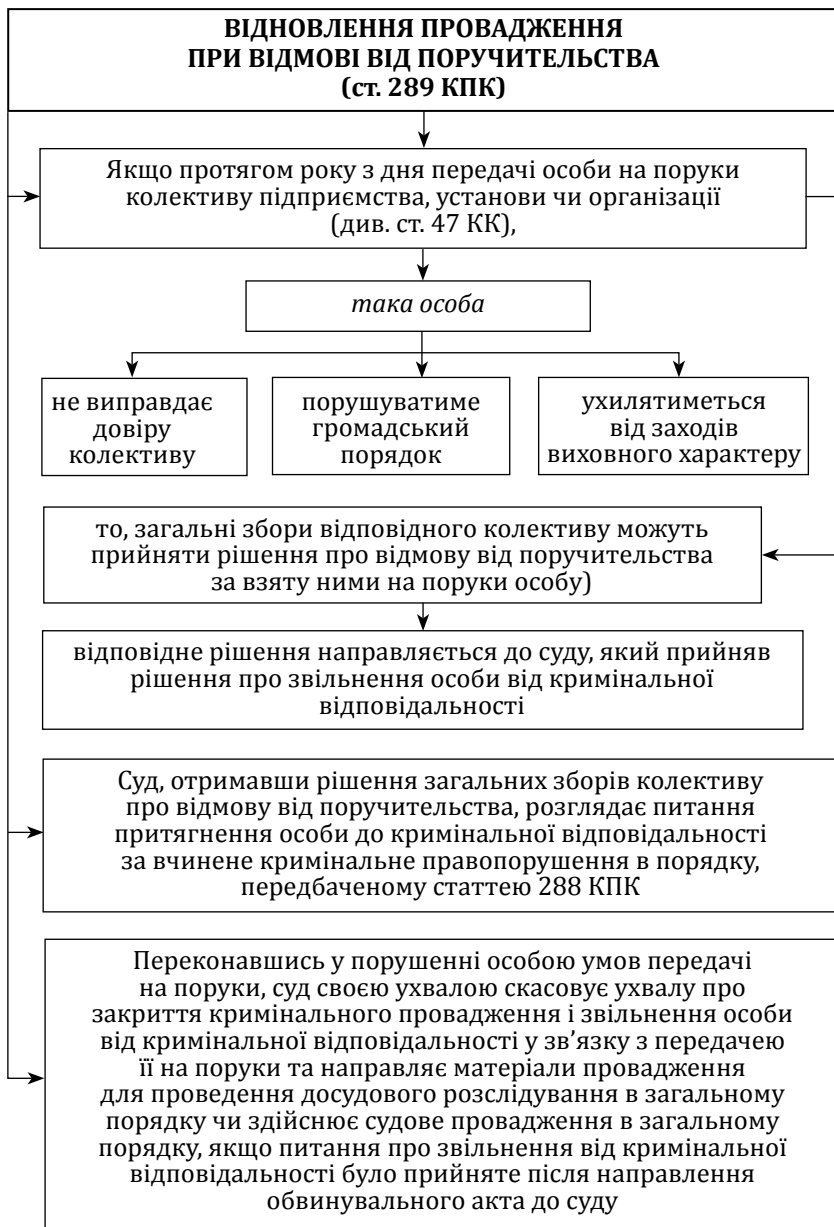 ВІДНОВЛЕННЯ ПРОВАДЖЕННЯ
ПРИ ВІДМОВІ ВІД ПОРУЧИТЕЛЬСТВА
(ст. 289 КПК)
Якщо протягом року з дня передачі особи на поруки
колективу підприємства, установи чи організації
(див. ст. 47 КК),
така особа
не виправдає
довіру
колективу
порушуватиме
громадський
порядок
ухилятиметься
від заходів
виховного характеру
то, загальні збори відповідного колективу можуть
прийняти рішення про відмову від поручительства
за взяту ними на поруки особу)
відповідне рішення направляється до суду, який прийняв
рішення про звільнення особи від кримінальної
відповідальності
Суд, отримавши рішення загальних зборів колективу
про відмову від поручительства, розглядає питання
притягнення особи до кримінальної відповідальності
за вчинене кримінальне правопорушення в порядку,
передбаченому статтею 288 КПК
Переконавшись у порушенні особою умов передачі
на поруки, суд своєю ухвалою скасовує ухвалу про
закриття кримінального провадження і звільнення особи
від кримінальної відповідальності у зв’язку з передачею
її на поруки та направляє матеріали провадження
для проведення досудового розслідування в загальному
порядку чи здійснює судове провадження в загальному
порядку, якщо питання про звільнення від кримінальної
відповідальності було прийняте після направлення
обвинувального акта до суду